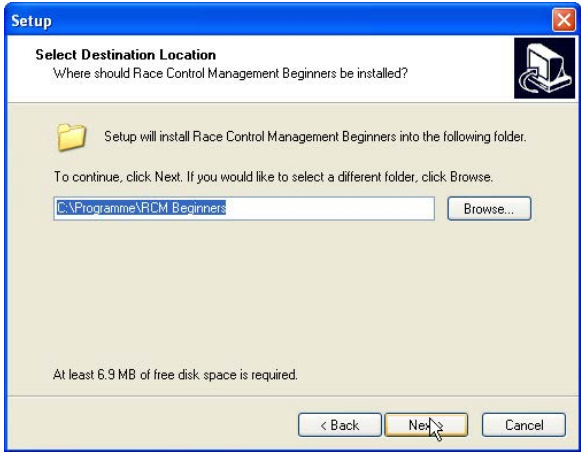 Setup
Select Destination Location
Where should Race Control Management Beginners be installed?
Setup will install Race Control Management Beginners into the following folder.
To continue, click Next. If you would like to select a different folder, click Browse.
C:\Programme\RCM Beginners
Browse...
At least 6.9 MB of free disk space is required.
< Back
Next >
Cancel